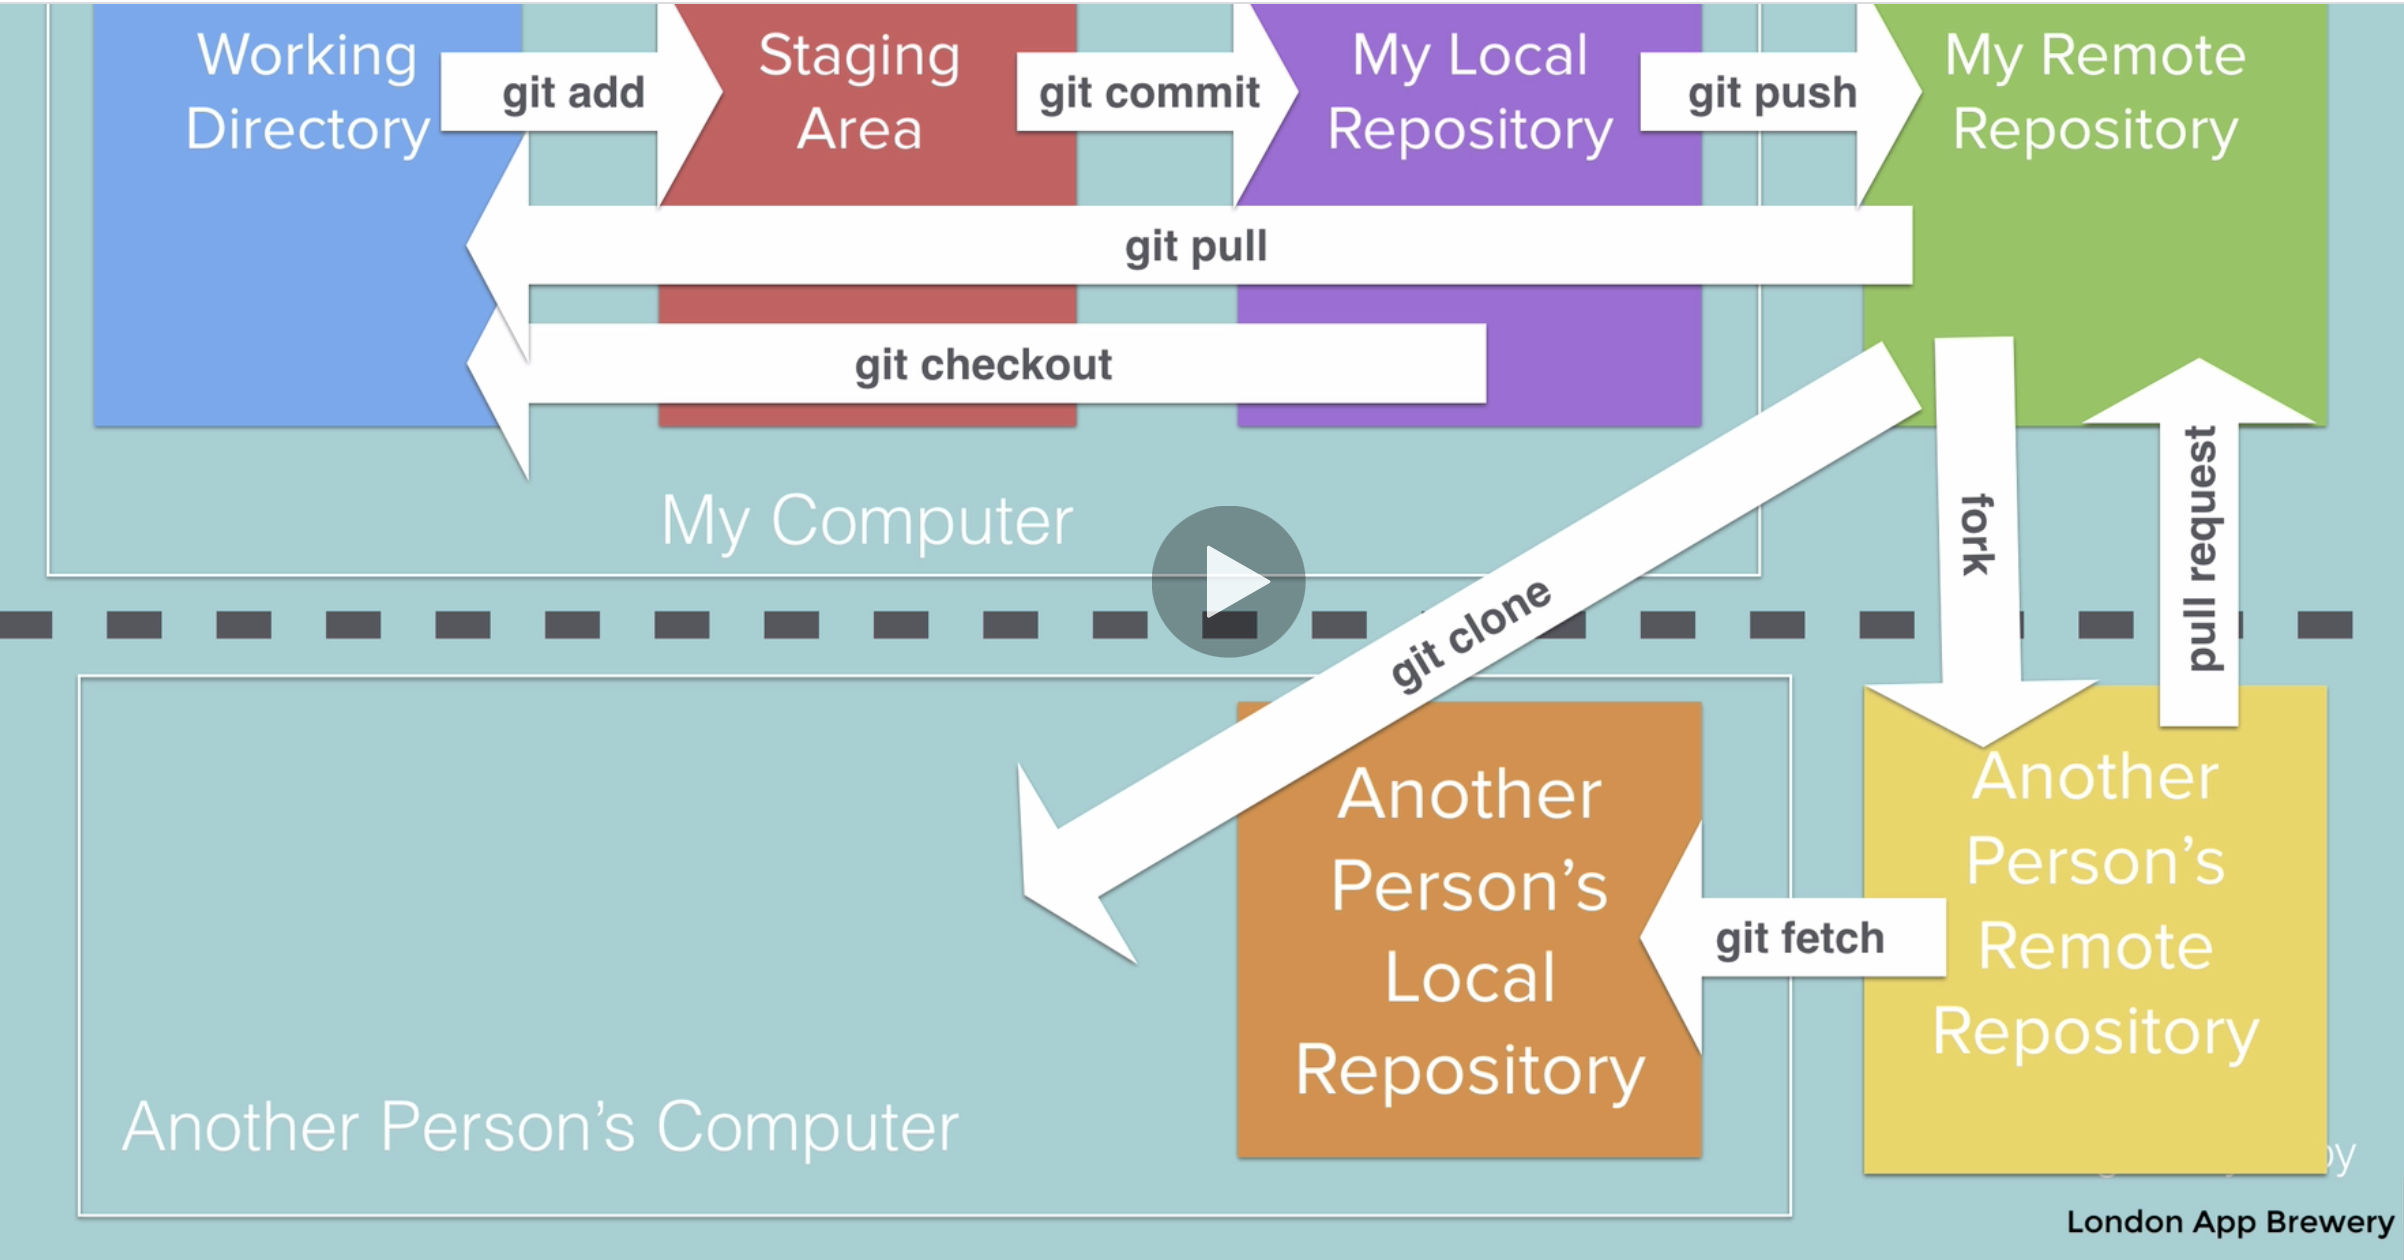 Working
Directory
git add
Staging
Area
git commit
My Local
Repository
git push
My Remote
Repository
git pull
git checkout
My Computer
fork
pull request
git clone
Another
Person's
Local
Repository
git fetch
Another
Person's
Remote
Repository
Another Person's Computer
London App Brewery